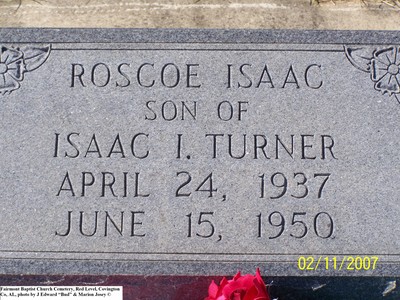 ROSCOE ISAAC
SON OF
ISAAC I. TURNER
APRIL 24, 1937
JUNE 15, 1950
02/11/2007
Fairmont Baptist Church Cemetery, Red Level, Covington
Co, AL, photo by J Edward "Bud" & Marion Josey ©